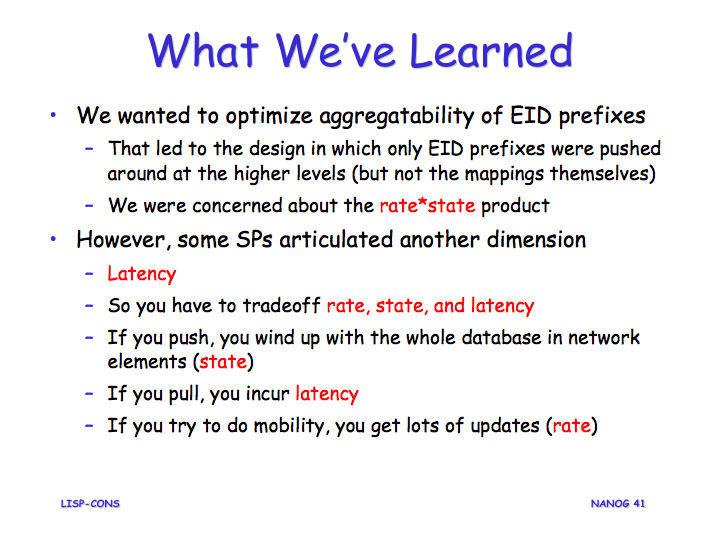 What We've Learned
• We wanted to optimize aggregatability of EID prefixes
– That led to the design in which only EID prefixes were pushed
around at the higher levels (but not the mappings themselves)
– We were concerned about the rate*state product
• However, some SPs articulated another dimension
– Latency
– So you have to tradeoff rate, state, and latency
– If you push, you wind up with the whole database in network
elements (state)
– If you pull, you incur latency
– If you try to do mobility, you get lots of updates (rate)
LISP-CONS
NANOG 41